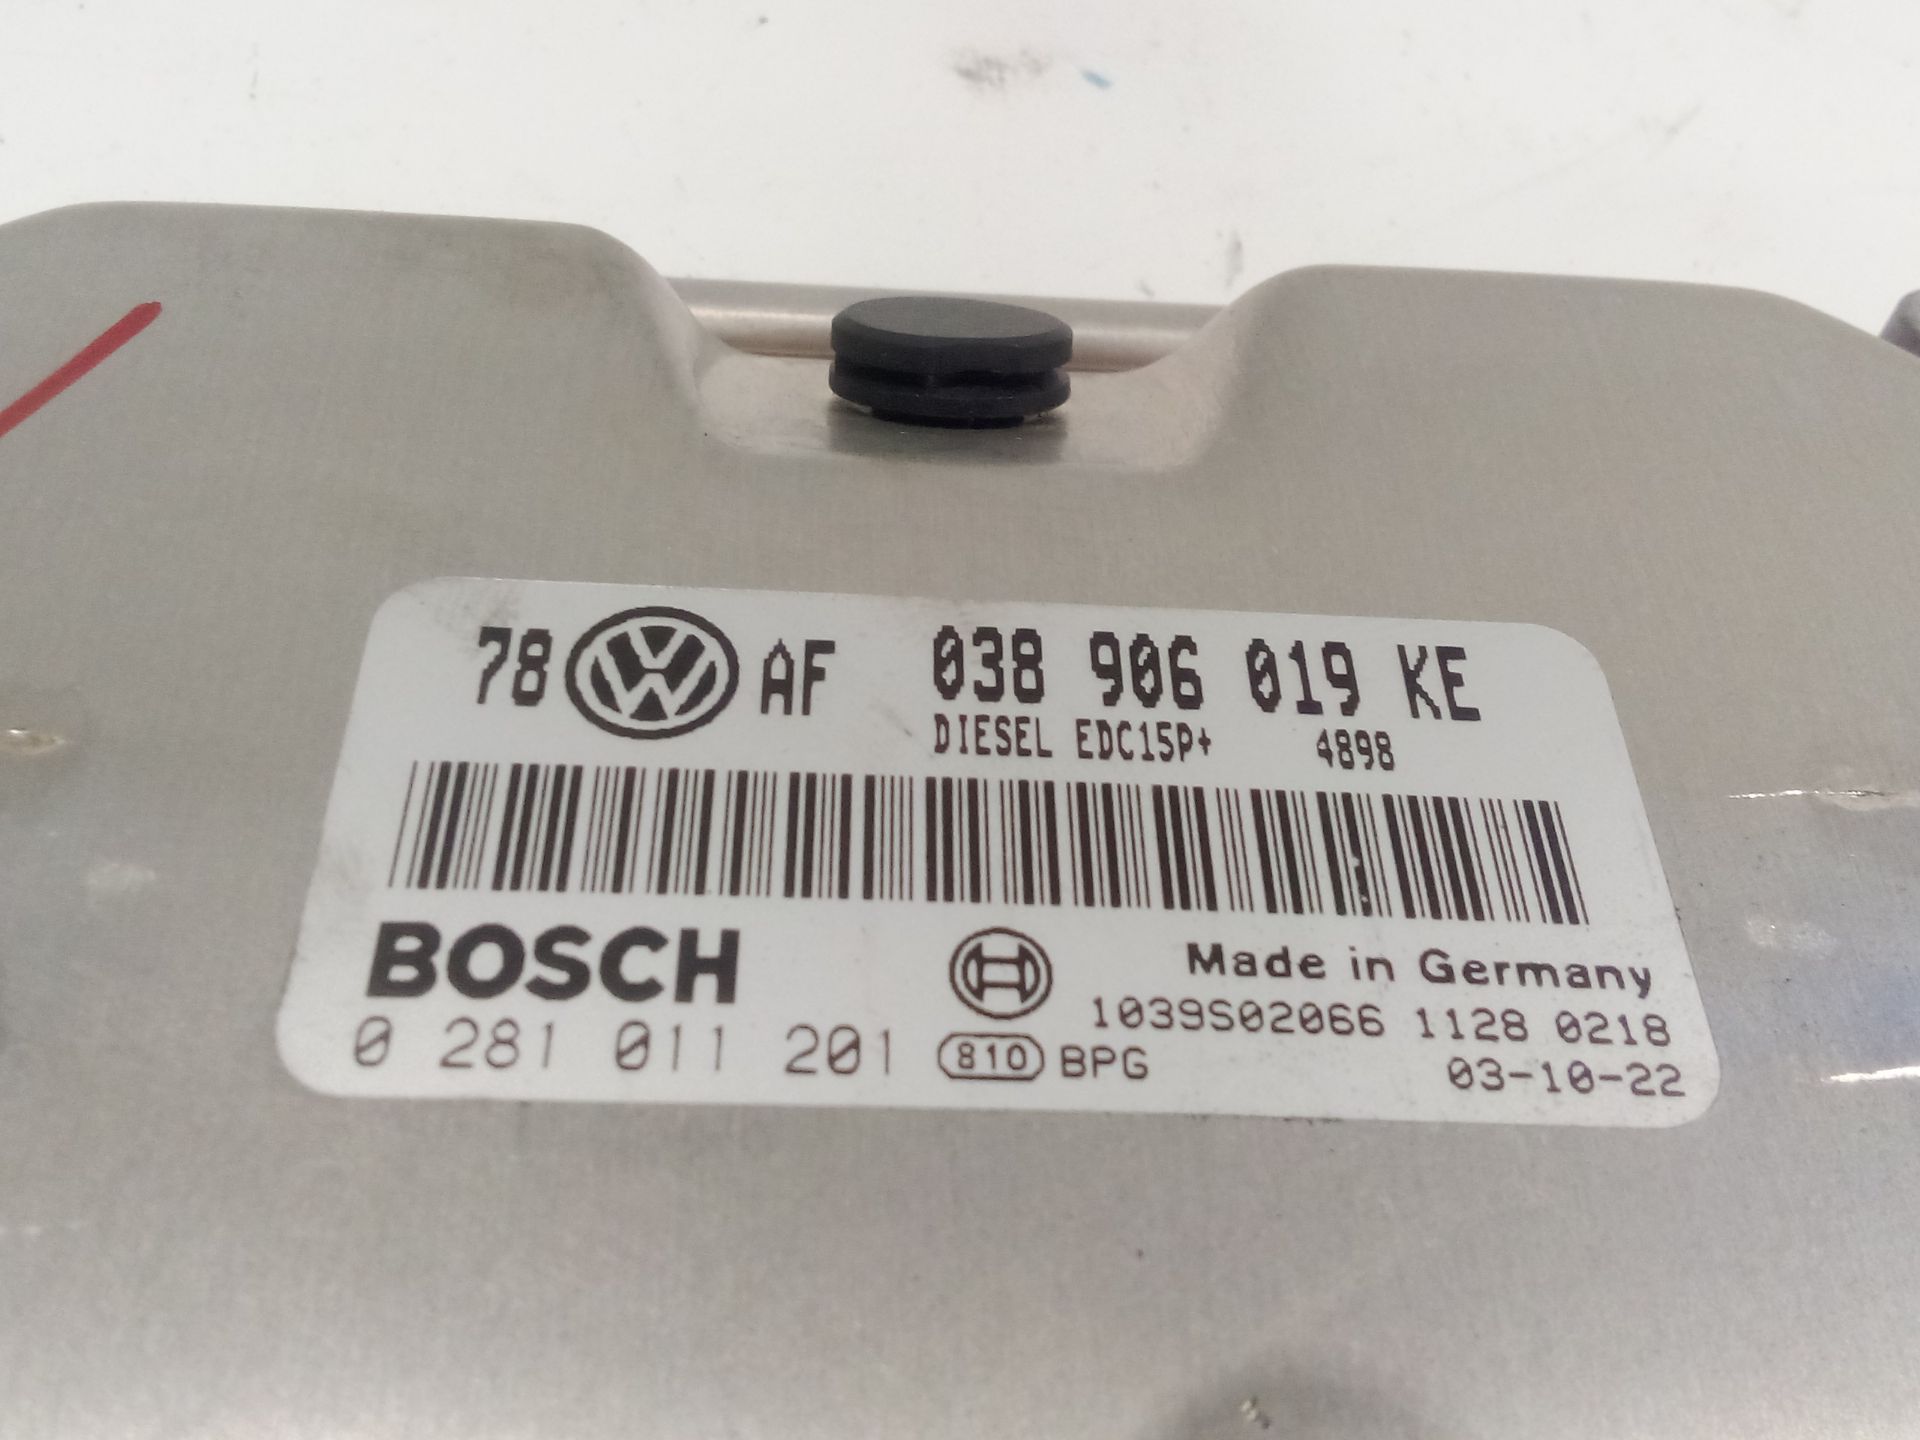 78 VW AF 038 906 019 KE
DIESEL EDC15P+ 4898
BOSCH
Made in Germany
1039S02066 1128 0218
0 281 011 201 810 BPG 03-10-22